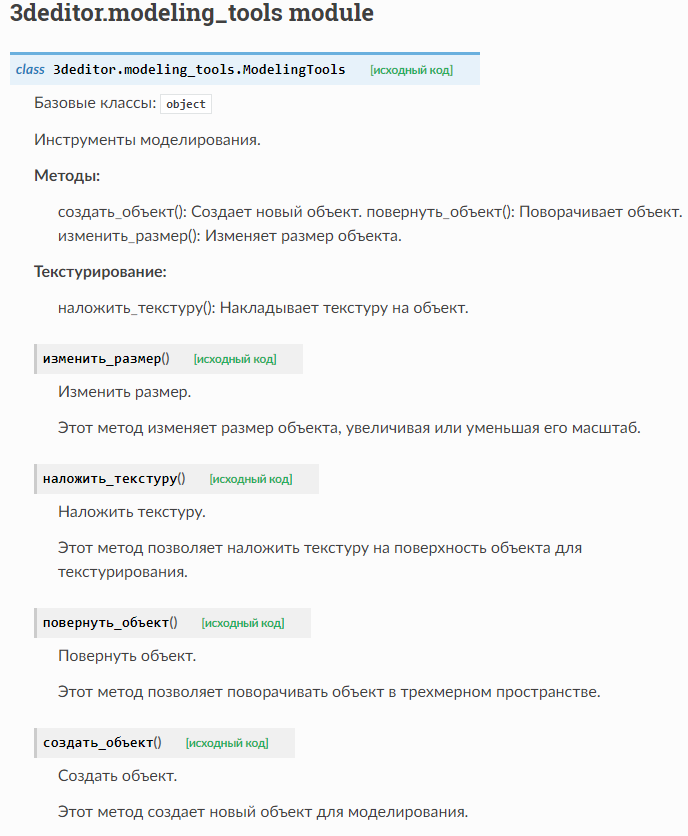 3deditor.modeling_tools module
class 3deditor.modeling_tools.ModelingTools [исходный код]
Базовые классы: object
Инструменты моделирования.
Методы:
создать_объект(): Создает новый объект. повернуть_объект(): Поворачивает объект.
изменить_размер(): Изменяет размер объекта.
Текстурирование:
наложить_текстуру(): Накладывает текстуру на объект.
изменить_размер() [исходный код]
Изменить размер.
Этот метод изменяет размер объекта, увеличивая или уменьшая его масштаб.
наложить_текстуру() [исходный код]
Наложить текстуру.
Этот метод позволяет наложить текстуру на поверхность объекта для
текстурирования.
повернуть_объект() [исходный код]
Повернуть объект.
Этот метод позволяет поворачивать объект в трехмерном пространстве.
создать_объект() [исходный код]
Создать объект.
Этот метод создает новый объект для моделирования.